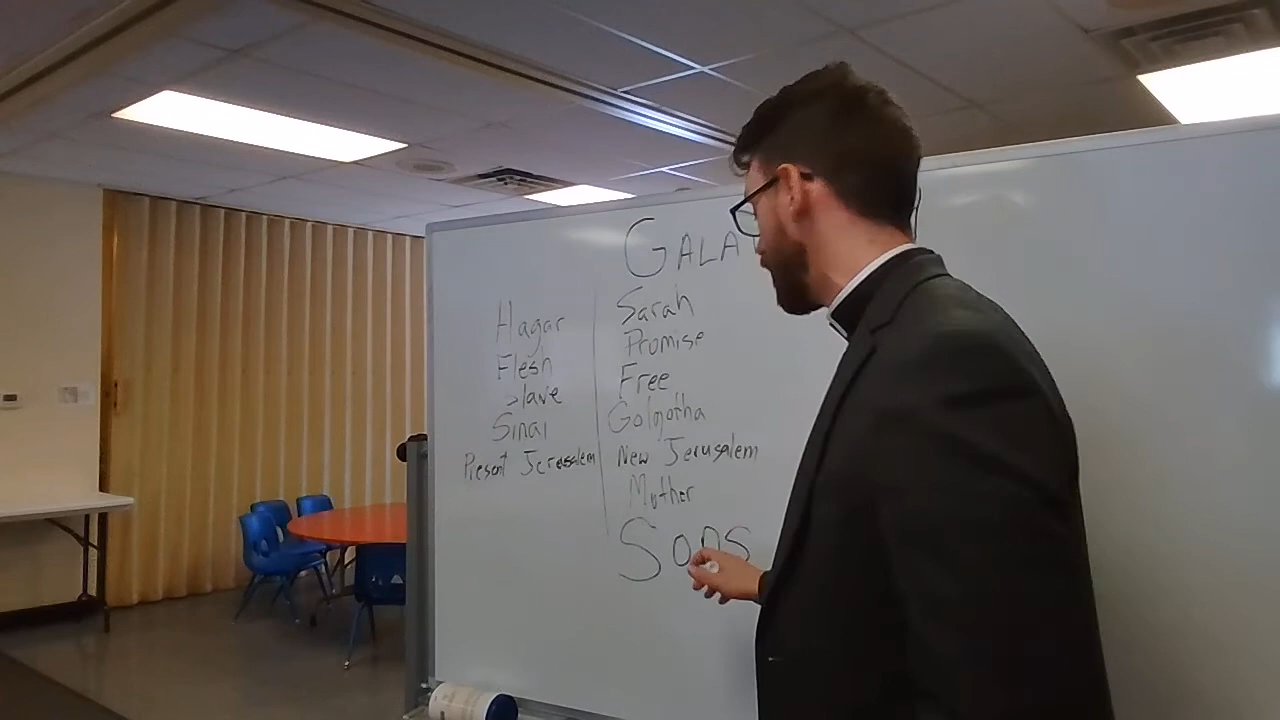 GALA
Hagar
Sarah
Flesh
Promise
slave
Free
Sinai
Golgotha
Present Jerusalem
New Jerusalem
Mother
Sons